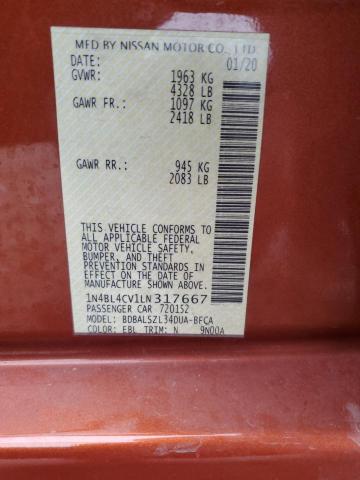 MFD BY NISSAN MOTOR CO., LTD.
DATE: 01/20
GVWR: 1963 KG
4328 LB
GAWR FR.: 1097 KG
2418 LB
GAWR RR.: 945 KG
2083 LB
THIS VEHICLE CONFORMS TO
ALL APPLICABLE FEDERAL
MOTOR VEHICLE SAFETY,
BUMPER, AND THEFT
PREVENTION STANDARDS
IN EFFECT ON THE DATE OF
MANUFACTURE SHOWN
ABOVE.
1N4BL4CV1LN317667
PASSENGER CAR 720152
MODEL: BDBALSZL34DUA-BFCA
COLOR: EBL TRIM: N 9N00A